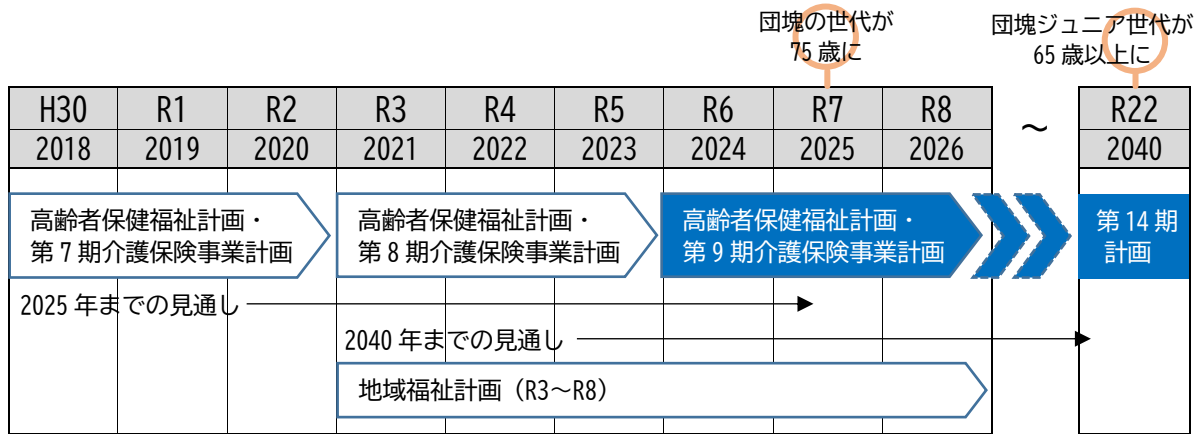 団塊の世代が
75 歳に
団塊ジュニア世代が
65 歳以上に
H30 R1 R2 R3 R4 R5 R6 R7 R8 ～ R22
2018 2019 2020 2021 2022 2023 2024 2025 2026 2040
高齢者保健福祉計画・
第７期介護保険事業計画
高齢者保健福祉計画・
第８期介護保険事業計画
高齢者保健福祉計画・
第９期介護保険事業計画
第 14 期
計画
2025 年までの見通し
2040 年までの見通し
地域福祉計画（R3～R8）